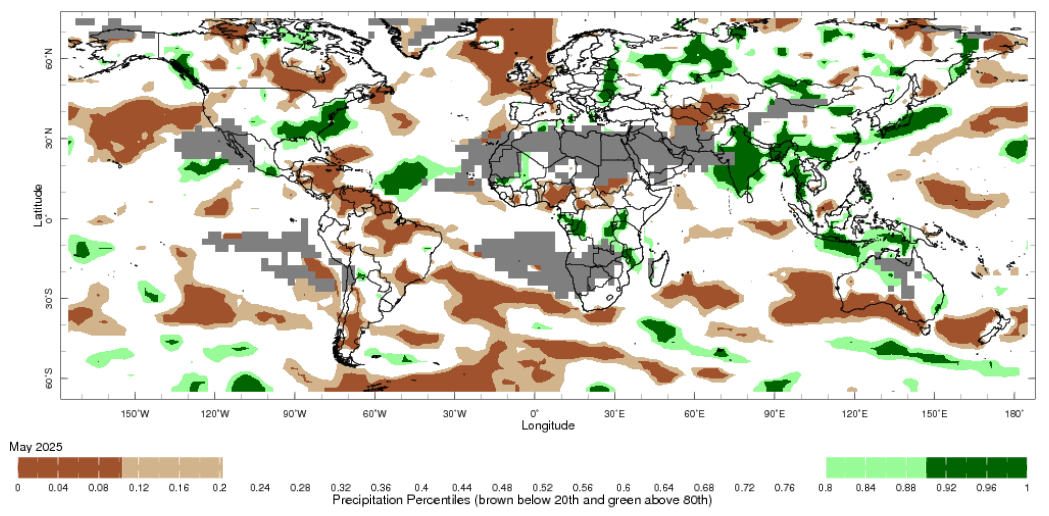 60°N
30°N
0°
30°S
60°S
Latitude
150°W 120°W 90°W 60°W 30°W 0° 30°E 60°E 90°E 120°E 150°E 180°
Longitude
May 2025
0 0.04 0.08 0.12 0.16 0.2 0.24 0.28 0.32 0.36 0.4 0.44 0.48 0.52 0.56 0.6 0.64 0.68 0.72 0.76 0.8 0.84 0.88 0.92 0.96 1
Precipitation Percentiles (brown below 20th and green above 80th)